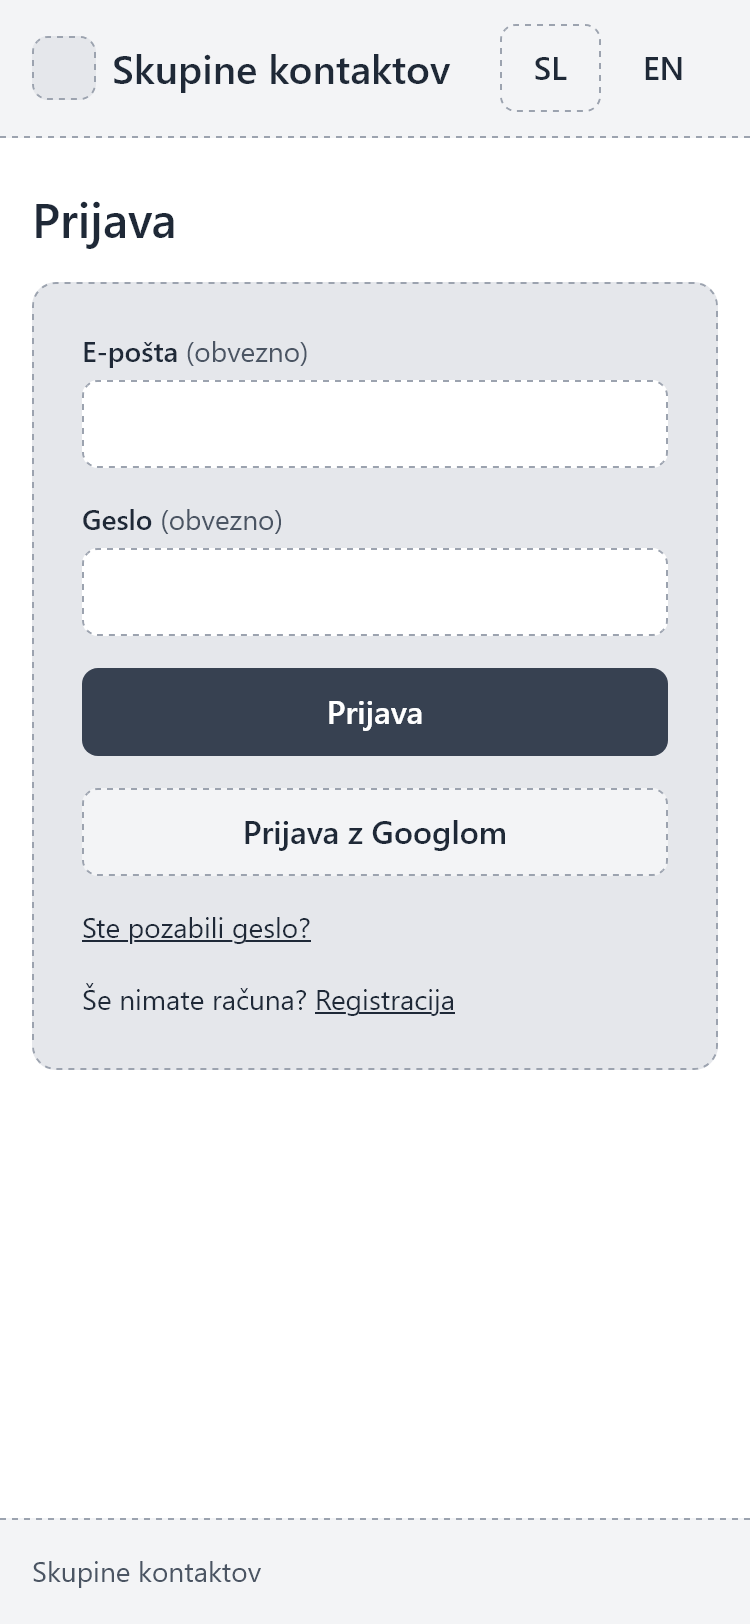 Skupine kontaktov SL EN
Prijava
E-pošta (obvezno)
Geslo (obvezno)
Prijava
Prijava z Googlom
Ste pozabili geslo?
Še nimate računa? Registracija
Skupine kontaktov